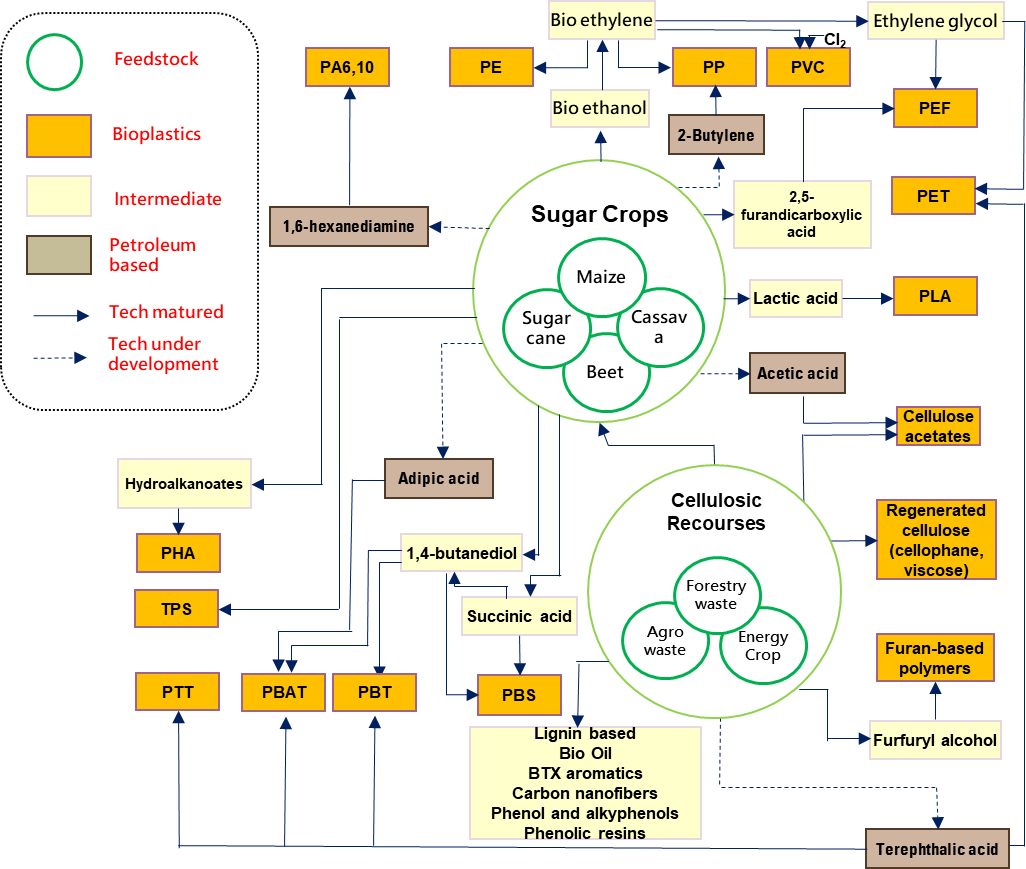 Feedstock
Bioplastics
Intermediate
Petroleum
based
Tech matured
Tech under
development
Bio ethylene
Ethylene glycol
Cl2
PA6,10
PE
PP
PVC
Bio ethanol
PEF
2-Butylene
2,5-
furandicarboxylic
acid
PET
1,6-hexanediamine
Sugar Crops
Maize
Sugar
cane
Cassav
a
Beet
Lactic acid
PLA
Acetic acid
Cellulose
acetates
Hydroalkanoates
Adipic acid
Cellulosic
Recourses
Regenerated
cellulose
(cellophane,
viscose)
PHA
1,4-butanediol
Forestry
waste
Agro
waste
Energy
Crop
TPS
Succinic acid
Furan-based
polymers
PTT
PBAT
PBT
PBS
Furfuryl alcohol
Lignin based
Bio Oil
BTX aromatics
Carbon nanofibers
Phenol and alkyphenols
Phenolic resins
Terephthalic acid